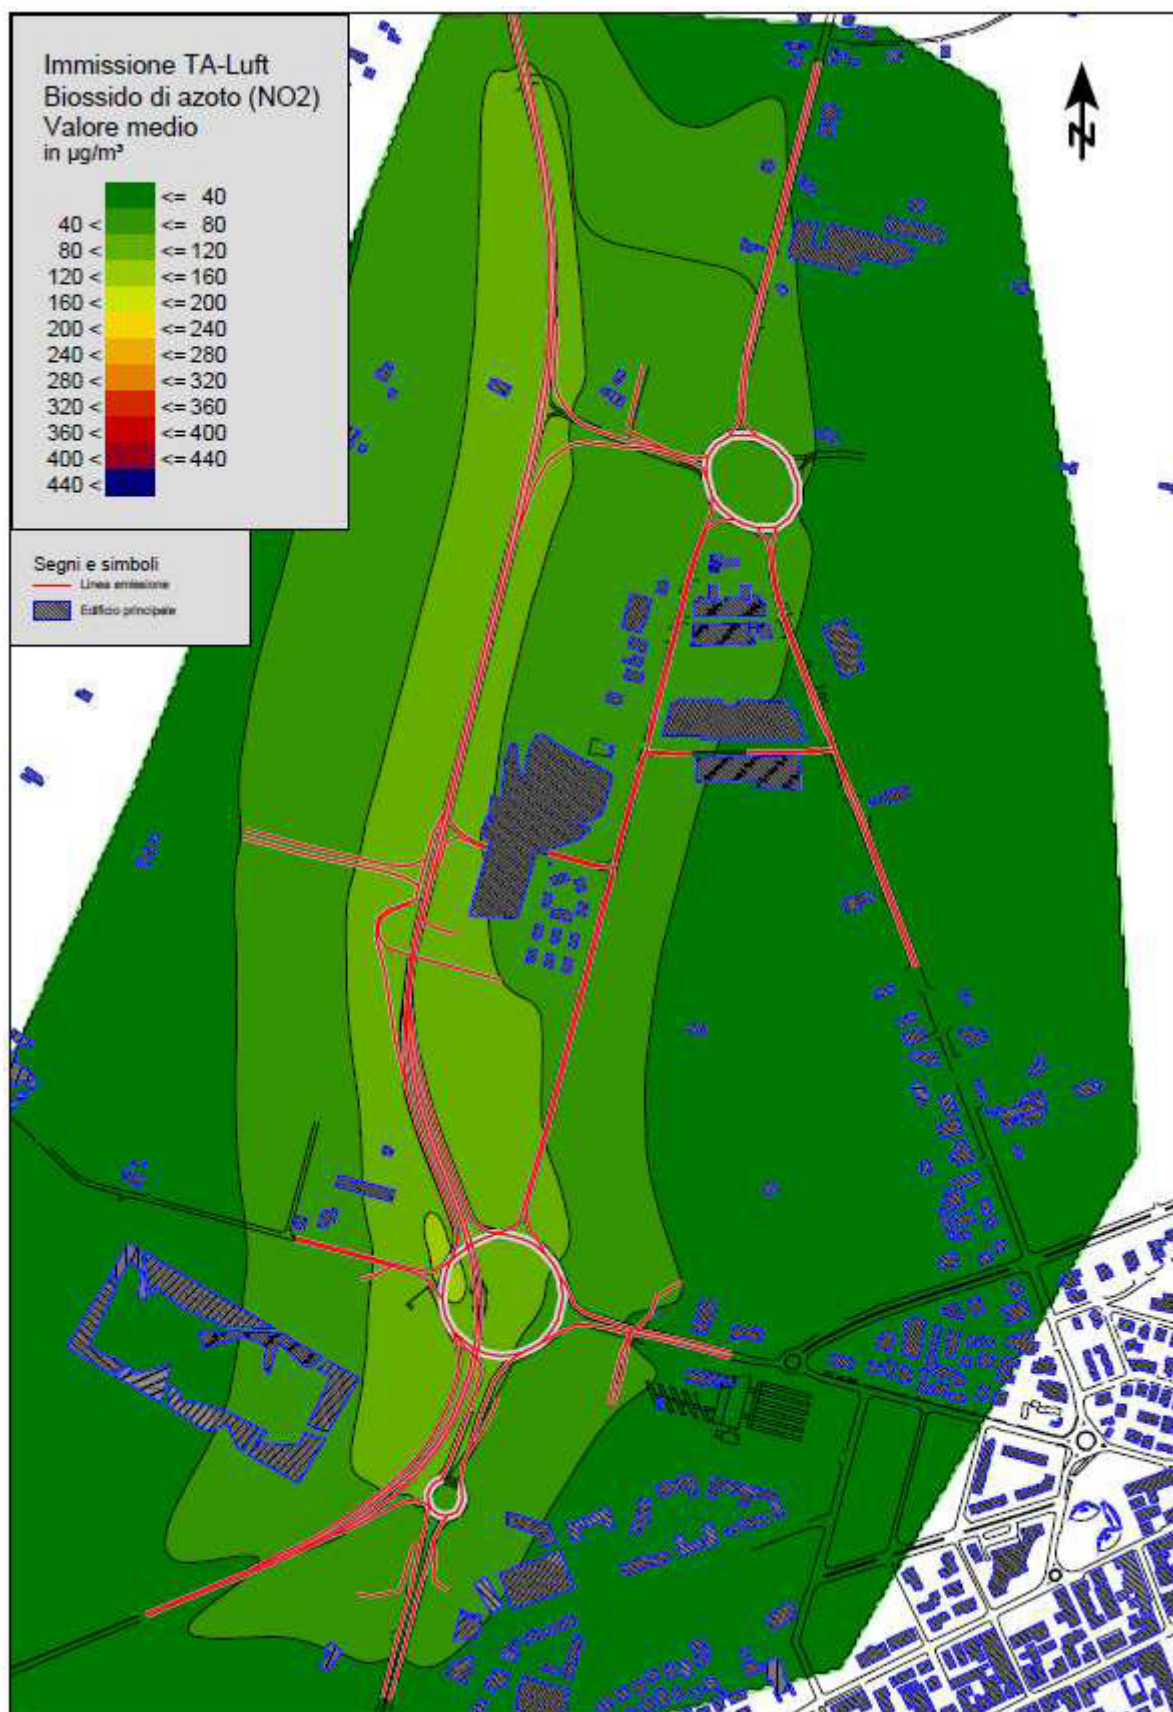 Immissione TA-Luft
Biossido di azoto (NO2)
Valore medio
in µg/m³
<= 40
40 < <= 80
80 < <= 120
120 < <= 160
160 < <= 200
200 < <= 240
240 < <= 280
280 < <= 320
320 < <= 360
360 < <= 400
400 < <= 440
440 <
Segni e simboli
Linea emissione
Edificio principale
N